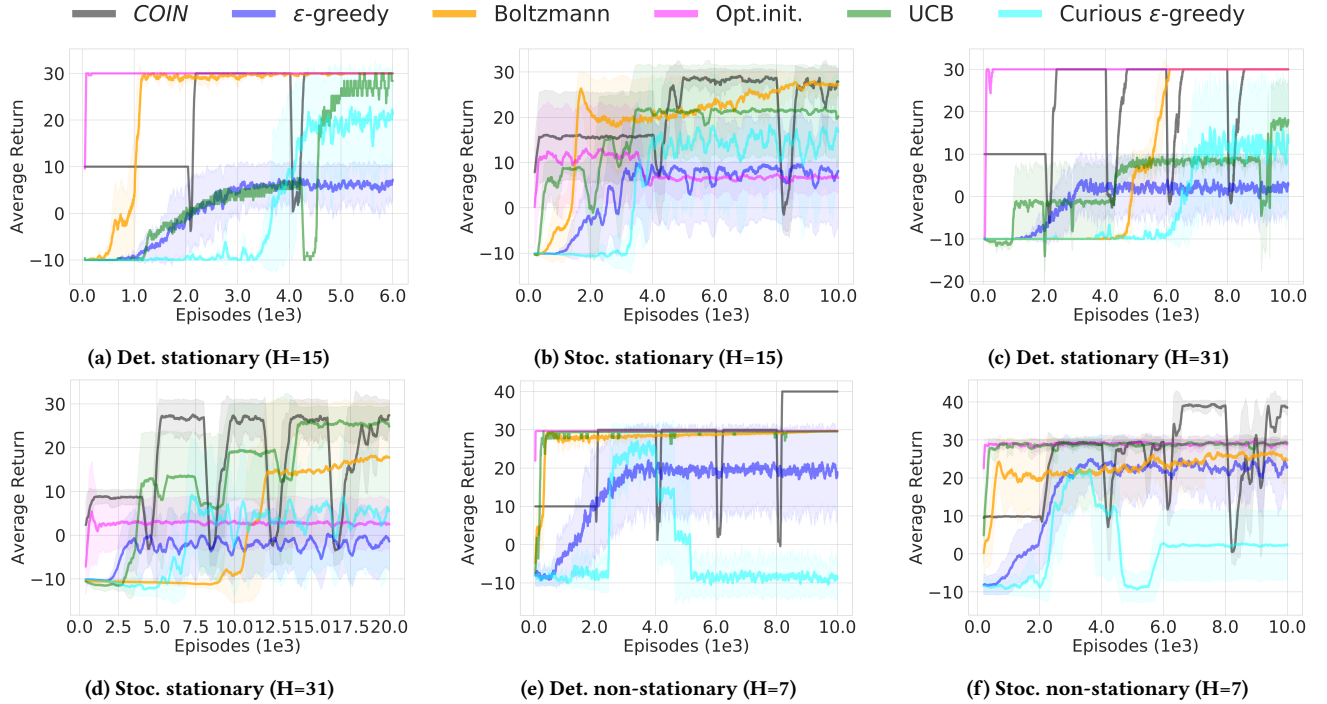 COIN ε-greedy Boltzmann Opt.init. UCB Curious ε-greedy
Average Return
30
20
10
0
−10
0.0 1.0 2.0 3.0 4.0 5.0 6.0
Episodes (1e3)
(a) Det. stationary (H=15)
Average Return
30
20
10
0
−10
0.0 2.0 4.0 6.0 8.0 10.0
Episodes (1e3)
(b) Stoc. stationary (H=15)
Average Return
30
20
10
0
−10
−20
0.0 2.0 4.0 6.0 8.0 10.0
Episodes (1e3)
(c) Det. stationary (H=31)
Average Return
30
20
10
0
−10
0.0 2.5 5.0 7.5 10.0 12.5 15.0 17.5 20.0
Episodes (1e3)
(d) Stoc. stationary (H=31)
Average Return
40
30
20
10
0
−10
0.0 2.0 4.0 6.0 8.0 10.0
Episodes (1e3)
(e) Det. non-stationary (H=7)
Average Return
40
30
20
10
0
−10
0.0 2.0 4.0 6.0 8.0 10.0
Episodes (1e3)
(f) Stoc. non-stationary (H=7)